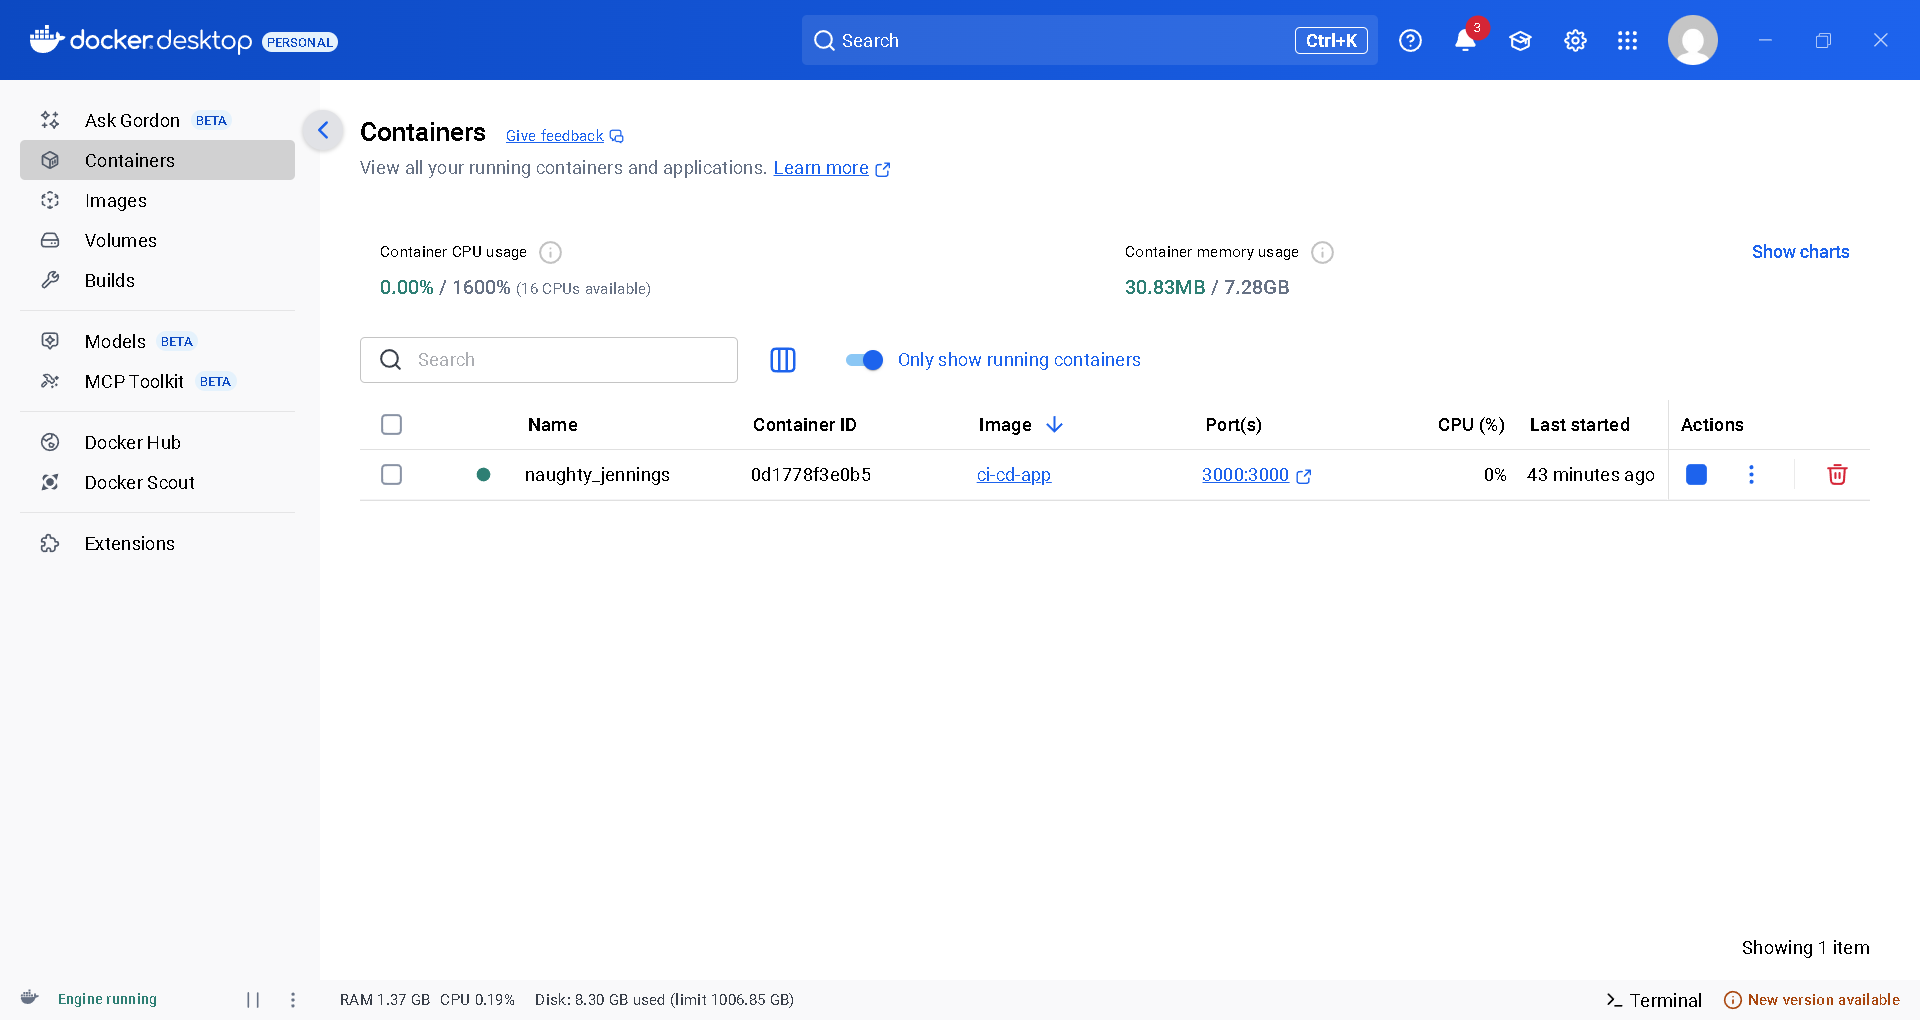 docker.desktop PERSONAL
Search Ctrl+K
3
Ask Gordon BETA
Containers
Images
Volumes
Builds
Models BETA
MCP Toolkit BETA
Docker Hub
Docker Scout
Extensions
Containers Give feedback
View all your running containers and applications. Learn more
Container CPU usage
0.00% / 1600% (16 CPUs available)
Container memory usage
30.83MB / 7.28GB
Show charts
Search
Only show running containers
Name Container ID Image Port(s) CPU (%) Last started Actions
naughty_jennings 0d1778f3e0b5 ci-cd-app 3000:3000 0% 43 minutes ago
Showing 1 item
Engine running
RAM 1.37 GB CPU 0.19% Disk: 8.30 GB used (limit 1006.85 GB)
Terminal
New version available